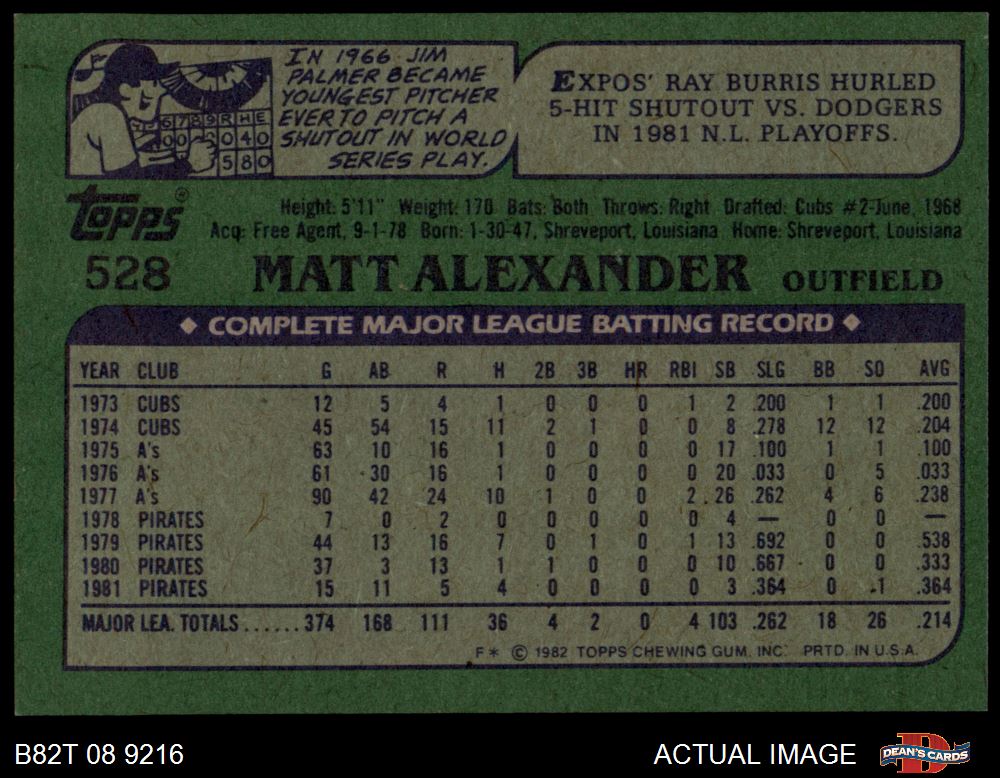 IN 1966 JIM
PALMER BECAME
YOUNGEST PITCHER
EVER TO PITCH A
SHUTOUT IN WORLD
SERIES PLAY.
6 7 8 9 R H E
00 0 0 4 0
5 8 0
EXPOS' RAY BURRIS HURLED
5-HIT SHUTOUT VS. DODGERS
IN 1981 N.L. PLAYOFFS.
topps®
Height: 5'11" Weight: 170 Bats: Both Throws: Right Drafted: Cubs #2-June, 1968
Acq: Free Agent, 9-1-78 Born: 1-30-47, Shreveport, Louisiana Home: Shreveport, Louisiana
528 MATT ALEXANDER OUTFIELD
◆ COMPLETE MAJOR LEAGUE BATTING RECORD ◆
YEAR CLUB G AB R H 2B 3B HR RBI SB SLG BB SO AVG
1973 CUBS 12 5 4 1 0 0 0 1 2 .200 1 1 .200
1974 CUBS 45 54 15 11 2 1 0 0 8 .278 12 12 .204
1975 A's 63 10 16 1 0 0 0 0 17 .100 1 1 .100
1976 A's 61 30 16 1 0 0 0 0 20 .033 0 5 .033
1977 A's 90 42 24 10 1 0 0 2 26 .262 4 6 .238
1978 PIRATES 7 0 2 0 0 0 0 0 4 — 0 0 —
1979 PIRATES 44 13 16 7 0 1 0 1 13 .692 0 0 .538
1980 PIRATES 37 3 13 1 1 0 0 0 10 .667 0 0 .333
1981 PIRATES 15 11 5 4 0 0 0 0 3 .364 0 1 .364
MAJOR LEA. TOTALS...... 374 168 111 36 4 2 0 4 103 .262 18 26 .214
F* © 1982 TOPPS CHEWING GUM, INC. PRTD. IN U.S.A.
B82T 08 9216
ACTUAL IMAGE
DEAN'S CARDS